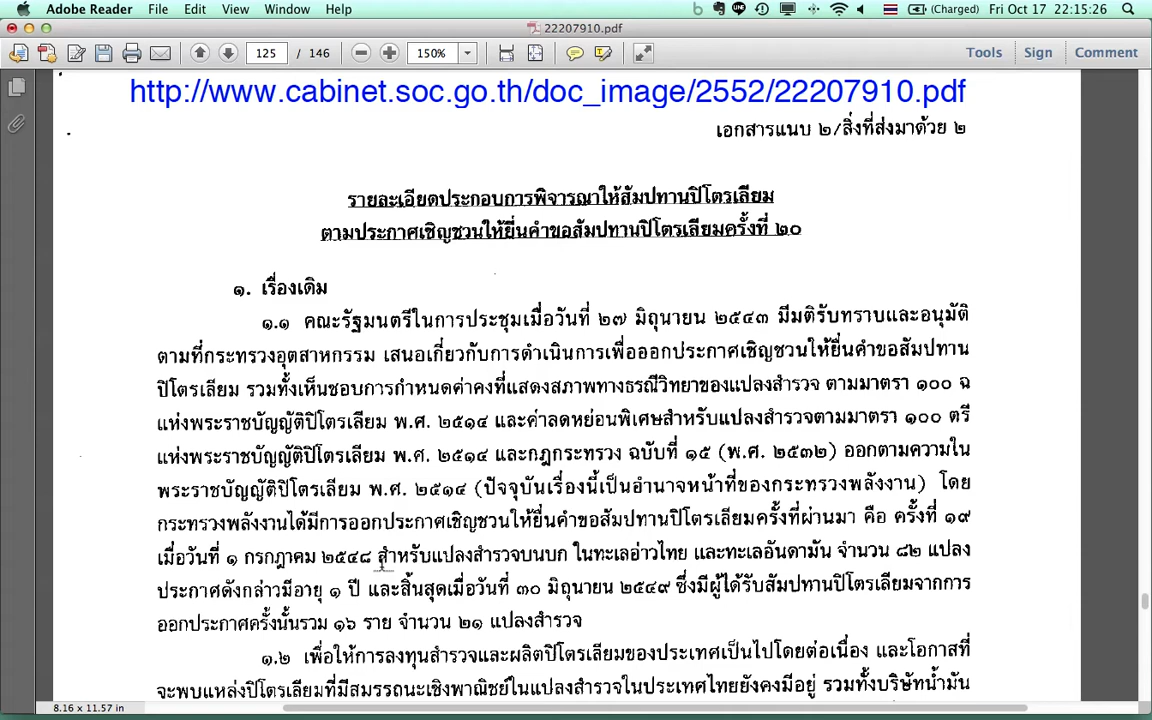 Adobe Reader File Edit View Window Help (Charged) Fri Oct 17 22:15:26
22207910.pdf
125 / 146 150% Tools Sign Comment
http://www.cabinet.soc.go.th/doc_image/2552/22207910.pdf
เอกสารแนบ ๒/สิ่งที่ส่งมาด้วย ๒
รายละเอียดประกอบการพิจารณาให้สัมปทานปิโตรเลียม
ตามประกาศเชิญชวนให้ยื่นคำขอสัมปทานปิโตรเลียมครั้งที่ ๒๐
๑. เรื่องเดิม
๑.๑ คณะรัฐมนตรีในการประชุมเมื่อวันที่ ๒๗ มิถุนายน ๒๕๔๓ มีมติรับทราบและอนุมัติ
ตามที่กระทรวงอุตสาหกรรม เสนอเกี่ยวกับการดำเนินการเพื่อออกประกาศเชิญชวนให้ยื่นคำขอสัมปทาน
ปิโตรเลียม รวมทั้งเห็นชอบการกำหนดค่าคงที่แสดงสภาพทางธรณีวิทยาของแปลงสำรวจ ตามมาตรา ๑๐๐ ฉ
แห่งพระราชบัญญัติปิโตรเลียม พ.ศ. ๒๕๑๔ และค่าลดหย่อนพิเศษสำหรับแปลงสำรวจตามมาตรา ๑๐๐ ตรี
แห่งพระราชบัญญัติปิโตรเลียม พ.ศ. ๒๕๑๔ และกฎกระทรวง ฉบับที่ ๑๕ (พ.ศ. ๒๕๓๒) ออกตามความใน
พระราชบัญญัติปิโตรเลียม พ.ศ. ๒๕๑๔ (ปัจจุบันเรื่องนี้เป็นอำนาจหน้าที่ของกระทรวงพลังงาน) โดย
กระทรวงพลังงานได้มีการออกประกาศเชิญชวนให้ยื่นคำขอสัมปทานปิโตรเลียมครั้งที่ผ่านมา คือ ครั้งที่ ๑๙
เมื่อวันที่ ๑ กรกฎาคม ๒๕๔๘ สำหรับแปลงสำรวจบนบก ในทะเลอ่าวไทย และทะเลอันดามัน จำนวน ๘๒ แปลง
ประกาศดังกล่าวมีอายุ ๑ ปี และสิ้นสุดเมื่อวันที่ ๓๐ มิถุนายน ๒๕๔๙ ซึ่งมีผู้ได้รับสัมปทานปิโตรเลียมจากการ
ออกประกาศครั้งนั้นรวม ๑๖ ราย จำนวน ๒๑ แปลงสำรวจ
๑.๒ เพื่อให้การลงทุนสำรวจและผลิตปิโตรเลียมของประเทศเป็นไปโดยต่อเนื่อง และโอกาสที่
จะพบแหล่งปิโตรเลียมที่มีสมรรถนะเชิงพาณิชย์ในแปลงสำรวจในประเทศไทยยังคงมีอยู่ รวมทั้งบริษัทน้ำมัน
8.16 x 11.57 in